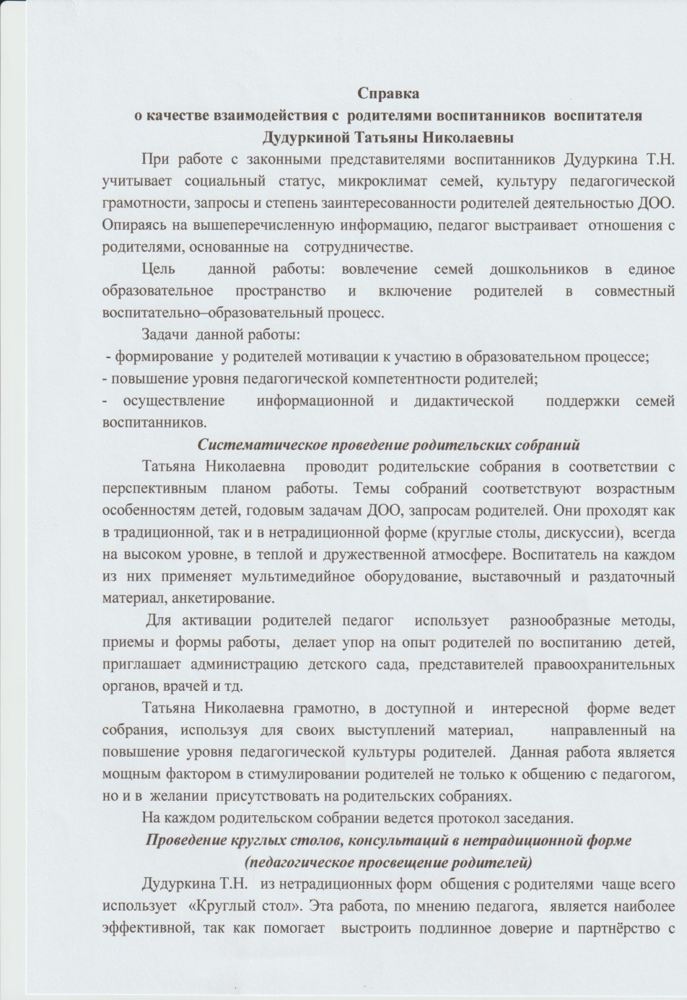 Справка
о качестве взаимодействия с родителями воспитанников воспитателя
Дудуркиной Татьяны Николаевны
При работе с законными представителями воспитанников Дудуркина Т.Н.
учитывает социальный статус, микроклимат семей, культуру педагогической
грамотности, запросы и степень заинтересованности родителей деятельностью ДОО.
Опираясь на вышеперечисленную информацию, педагог выстраивает отношения с
родителями, основанные на сотрудничестве.
Цель данной работы: вовлечение семей дошкольников в единое
образовательное пространство и включение родителей в совместный
воспитательно–образовательный процесс.
Задачи данной работы:
- формирование у родителей мотивации к участию в образовательном процессе;
- повышение уровня педагогической компетентности родителей;
- осуществление информационной и дидактической поддержки семей
воспитанников.
Систематическое проведение родительских собраний
Татьяна Николаевна проводит родительские собрания в соответствии с
перспективным планом работы. Темы собраний соответствуют возрастным
особенностям детей, годовым задачам ДОО, запросам родителей. Они проходят как
в традиционной, так и в нетрадиционной форме (круглые столы, дискуссии), всегда
на высоком уровне, в теплой и дружественной атмосфере. Воспитатель на каждом
из них применяет мультимедийное оборудование, выставочный и раздаточный
материал, анкетирование.
Для активации родителей педагог использует разнообразные методы,
приемы и формы работы, делает упор на опыт родителей по воспитанию детей,
приглашает администрацию детского сада, представителей правоохранительных
органов, врачей и тд.
Татьяна Николаевна грамотно, в доступной и интересной форме ведет
собрания, используя для своих выступлений материал, направленный на
повышение уровня педагогической культуры родителей. Данная работа является
мощным фактором в стимулировании родителей не только к общению с педагогом,
но и в желании присутствовать на родительских собраниях.
На каждом родительском собрании ведется протокол заседания.
Проведение круглых столов, консультаций в нетрадиционной форме
(педагогическое просвещение родителей)
Дудуркина Т.Н. из нетрадиционных форм общения с родителями чаще всего
использует «Круглый стол». Эта работа, по мнению педагога, является наиболее
эффективной, так как помогает выстроить подлинное доверие и партнёрство с